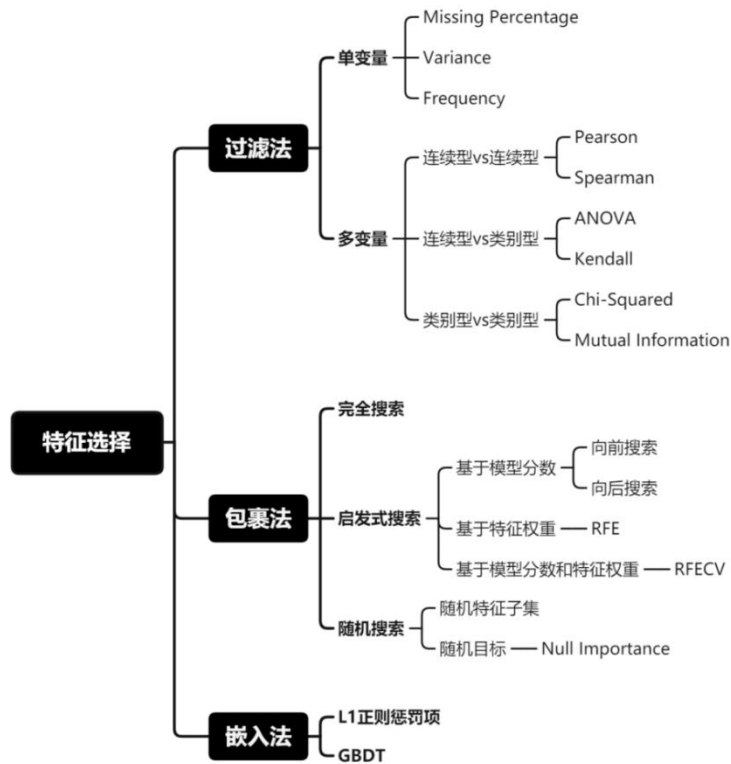 特征选择
过滤法
单变量
Missing Percentage
Variance
Frequency
多变量
连续型vs连续型
Pearson
Spearman
连续型vs类别型
ANOVA
Kendall
类别型vs类别型
Chi-Squared
Mutual Information
包裹法
完全搜索
启发式搜索
基于模型分数
向前搜索
向后搜索
基于特征权重
RFE
基于模型分数和特征权重
RFECV
随机搜索
随机特征子集
随机目标
Null Importance
嵌入法
L1正则惩罚项
GBDT